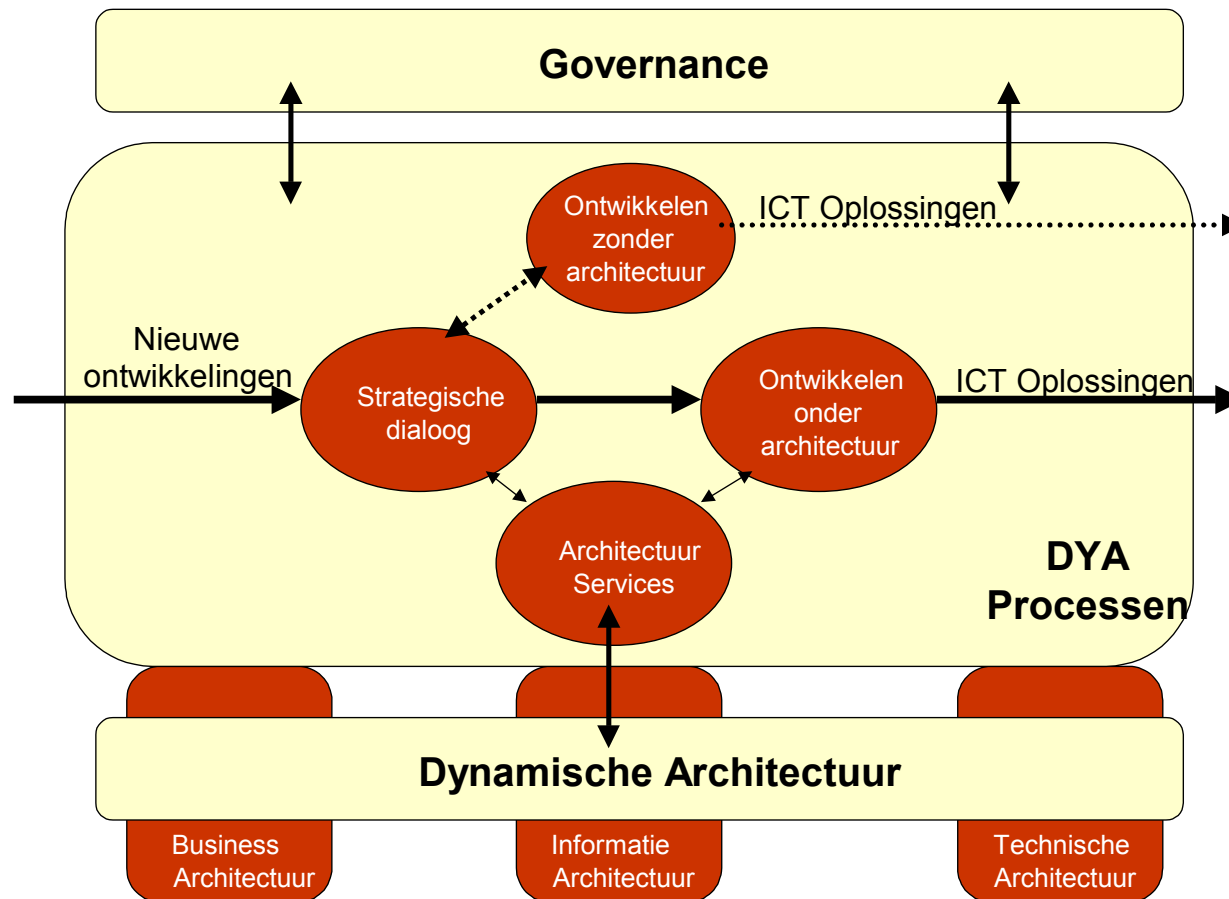 Governance
Ontwikkelen
zonder
architectuur
ICT Oplossingen
Nieuwe
ontwikkelingen
Strategische
dialoog
Ontwikkelen
onder
architectuur
ICT Oplossingen
Architectuur
Services
DYA
Processen
Dynamische Architectuur
Business
Architectuur
Informatie
Architectuur
Technische
Architectuur